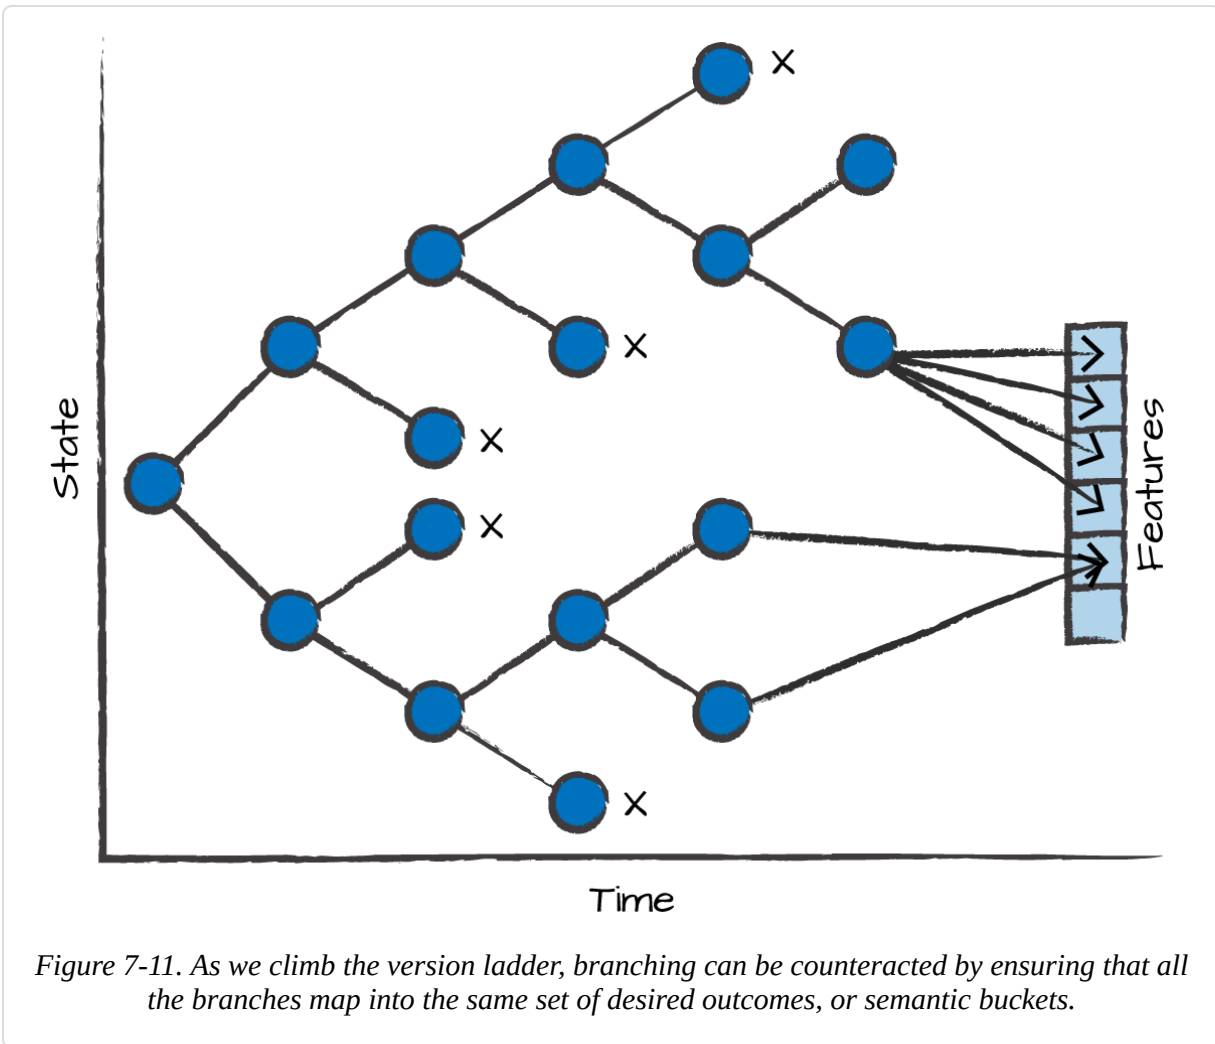 X
X
X
X
X
State
Features
Time
Figure 7-11. As we climb the version ladder, branching can be counteracted by ensuring that all
the branches map into the same set of desired outcomes, or semantic buckets.